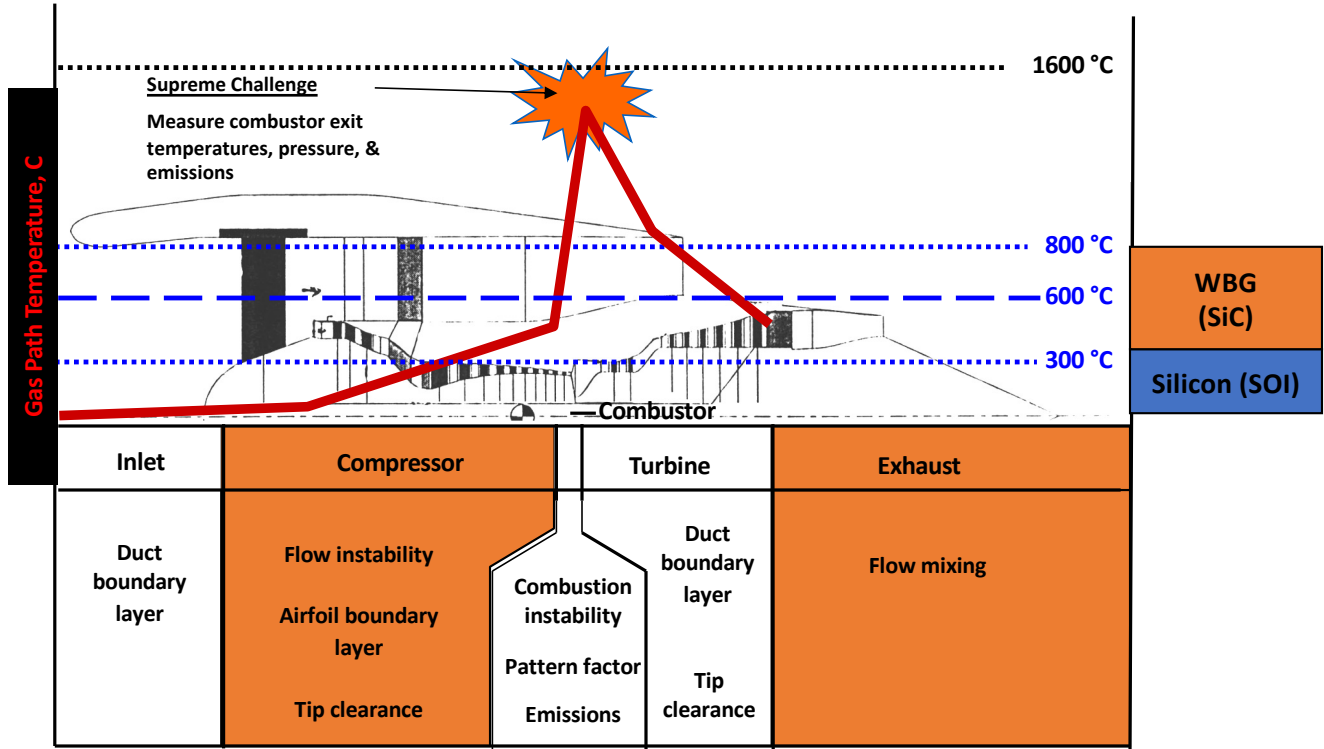 Gas Path Temperature, C
1600 °C
Supreme Challenge
Measure combustor exit
temperatures, pressure, &
emissions
800 °C
600 °C
300 °C
WBG
(SiC)
Silicon (SOI)
Combustor
Inlet
Compressor
Turbine
Exhaust
Duct
boundary
layer
Flow instability
Airfoil boundary
layer
Tip clearance
Combustion
instability
Pattern factor
Emissions
Duct
boundary
layer
Tip
clearance
Flow mixing